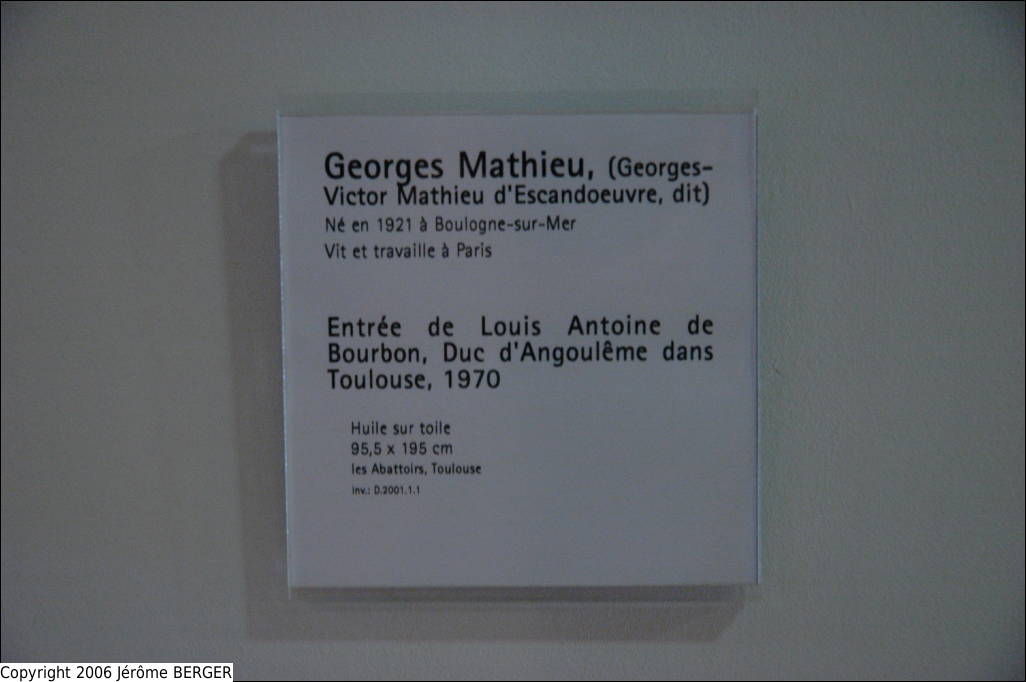 Georges Mathieu, (Georges-
Victor Mathieu d'Escandoeuvre, dit)
Né en 1921 à Boulogne-sur-Mer
Vit et travaille à Paris
Entrée de Louis Antoine de
Bourbon, Duc d'Angoulême dans
Toulouse, 1970
Huile sur toile
95,5 x 195 cm
les Abattoirs, Toulouse
inv.: D.2001.1.1
Copyright 2006 Jérôme BERGER